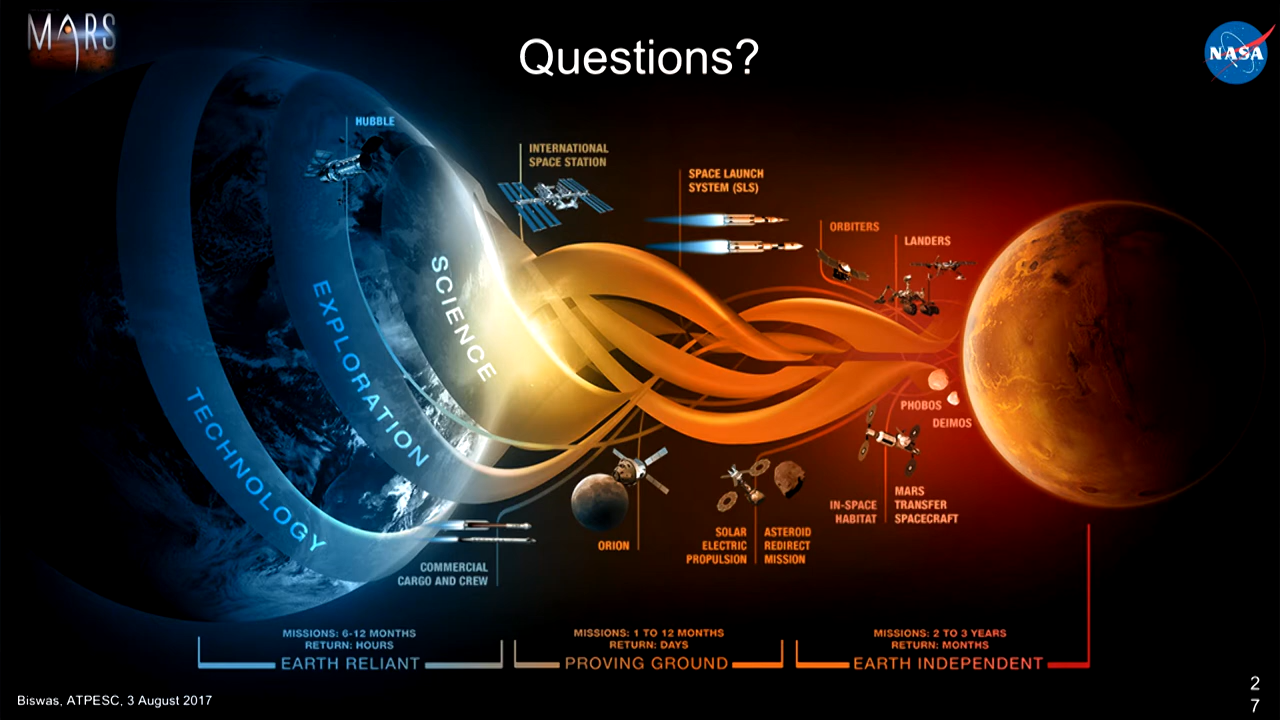 MARS
Questions?
NASA
HUBBLE
INTERNATIONAL
SPACE STATION
SPACE LAUNCH
SYSTEM (SLS)
ORBITERS
LANDERS
SCIENCE
EXPLORATION
TECHNOLOGY
PHOBOS
DEIMOS
COMMERCIAL
CARGO AND CREW
ORION
SOLAR
ELECTRIC
PROPULSION
ASTEROID
REDIRECT
MISSION
IN-SPACE
HABITAT
MARS
TRANSFER
SPACECRAFT
MISSIONS: 6-12 MONTHS
RETURN: HOURS
EARTH RELIANT
MISSIONS: 1 TO 12 MONTHS
RETURN: DAYS
PROVING GROUND
MISSIONS: 2 TO 3 YEARS
RETURN: MONTHS
EARTH INDEPENDENT
Biswas, ATPESC, 3 August 2017
2
7